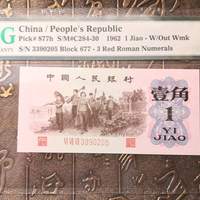 G
China / People's Republic
Pick# 877h S/M#C284-30 1962 1 Jiao - W/Out Wmk
S/N 3390205 Block 677 - 3 Red Roman Numerals
中国人民银行
壹角
1
YI
JIAO
3390205